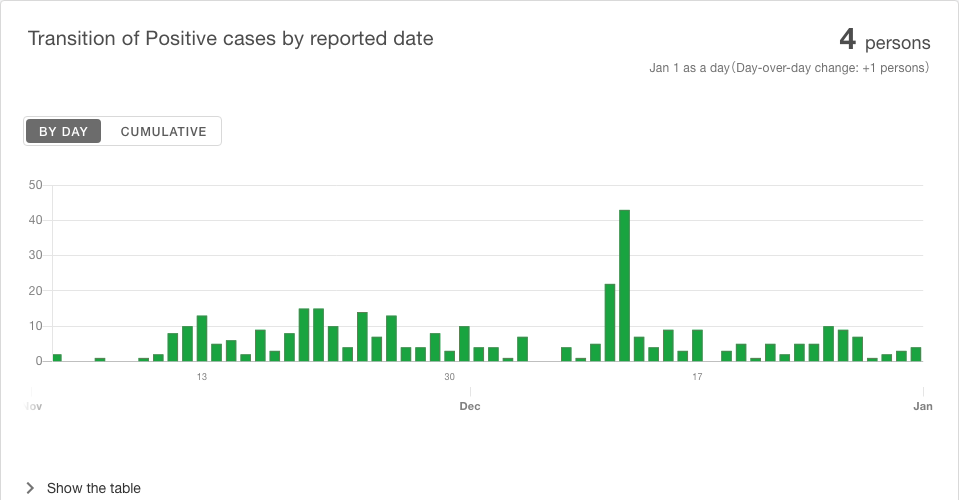 Transition of Positive cases by reported date
4 persons
Jan 1 as a day(Day-over-day change: +1 persons)
BY DAY CUMULATIVE
50
40
30
20
10
0
13 30 17
Dec Jan
Show the table